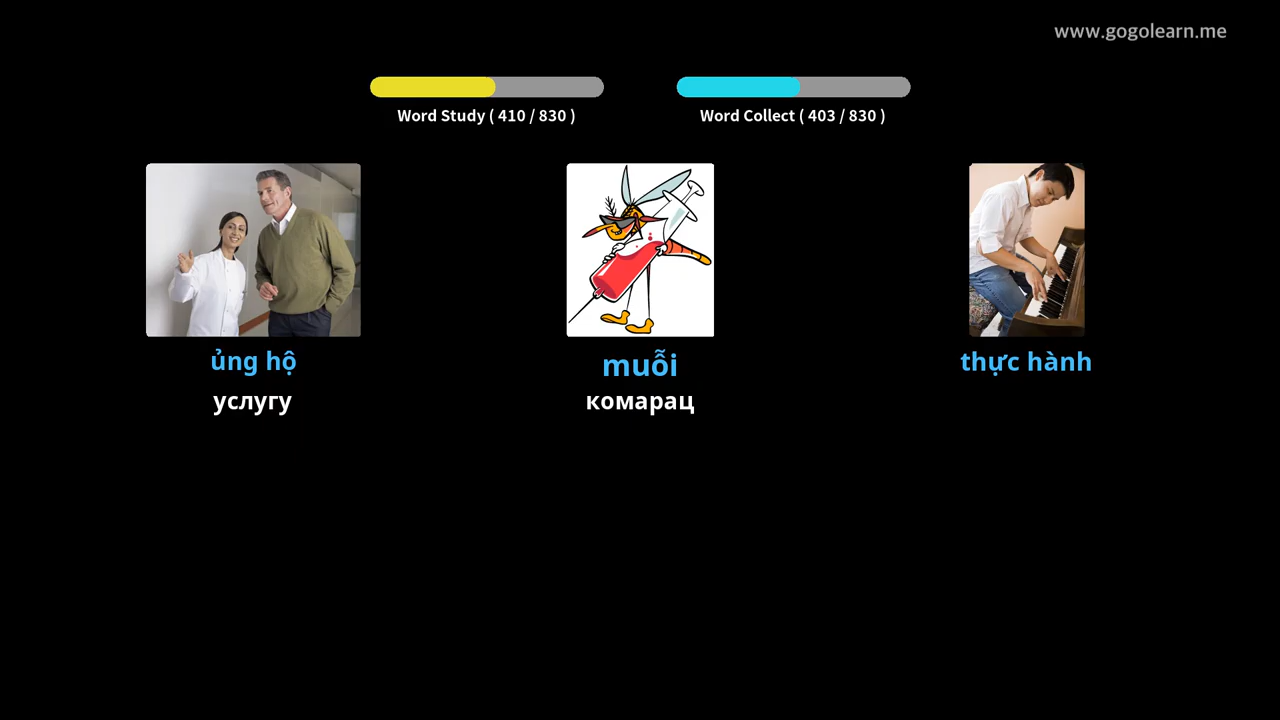 www.gogolearn.me
Word Study ( 410 / 830 )
Word Collect ( 403 / 830 )
ủng hộ
muỗi
thực hành
услугу
комарац